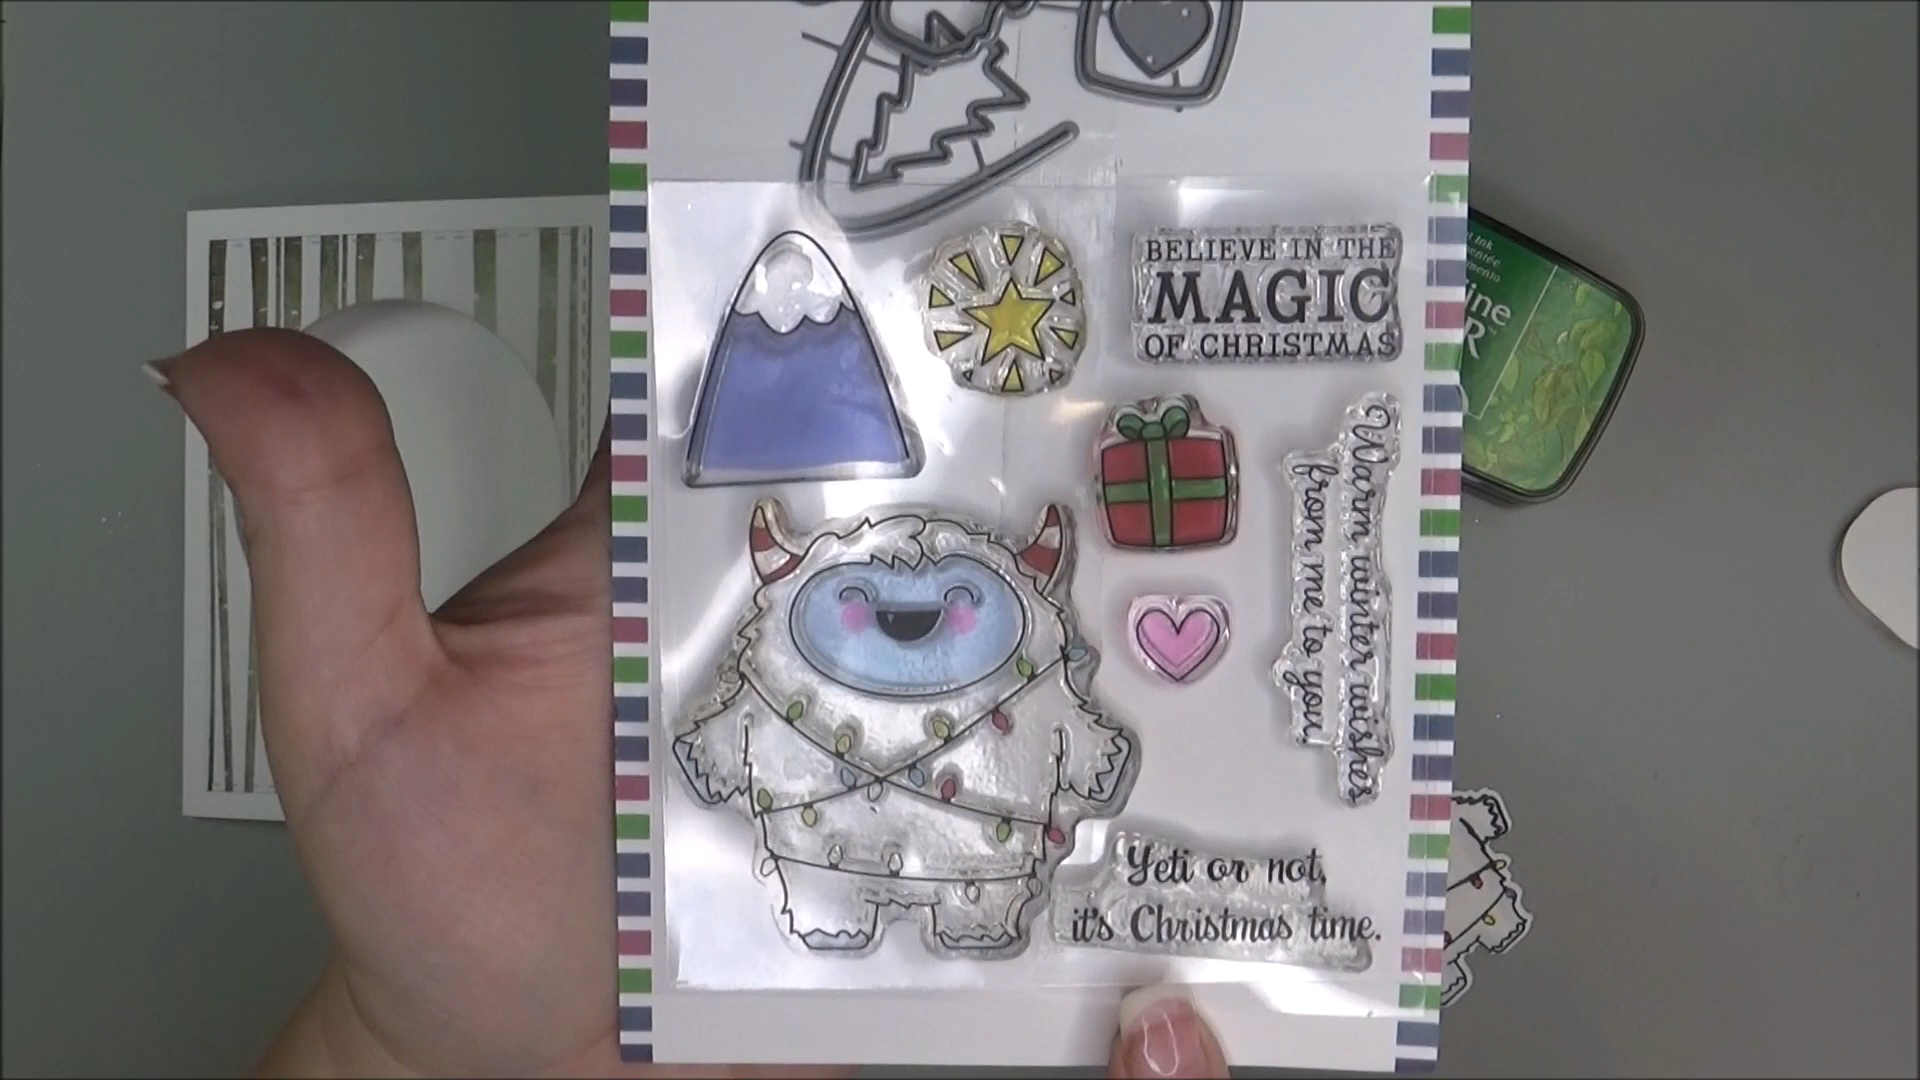 BELIEVE IN THE
MAGIC
OF CHRISTMAS
Warm winter wishes
from me to you.
Yeti or not,
it's Christmas time.
Ink